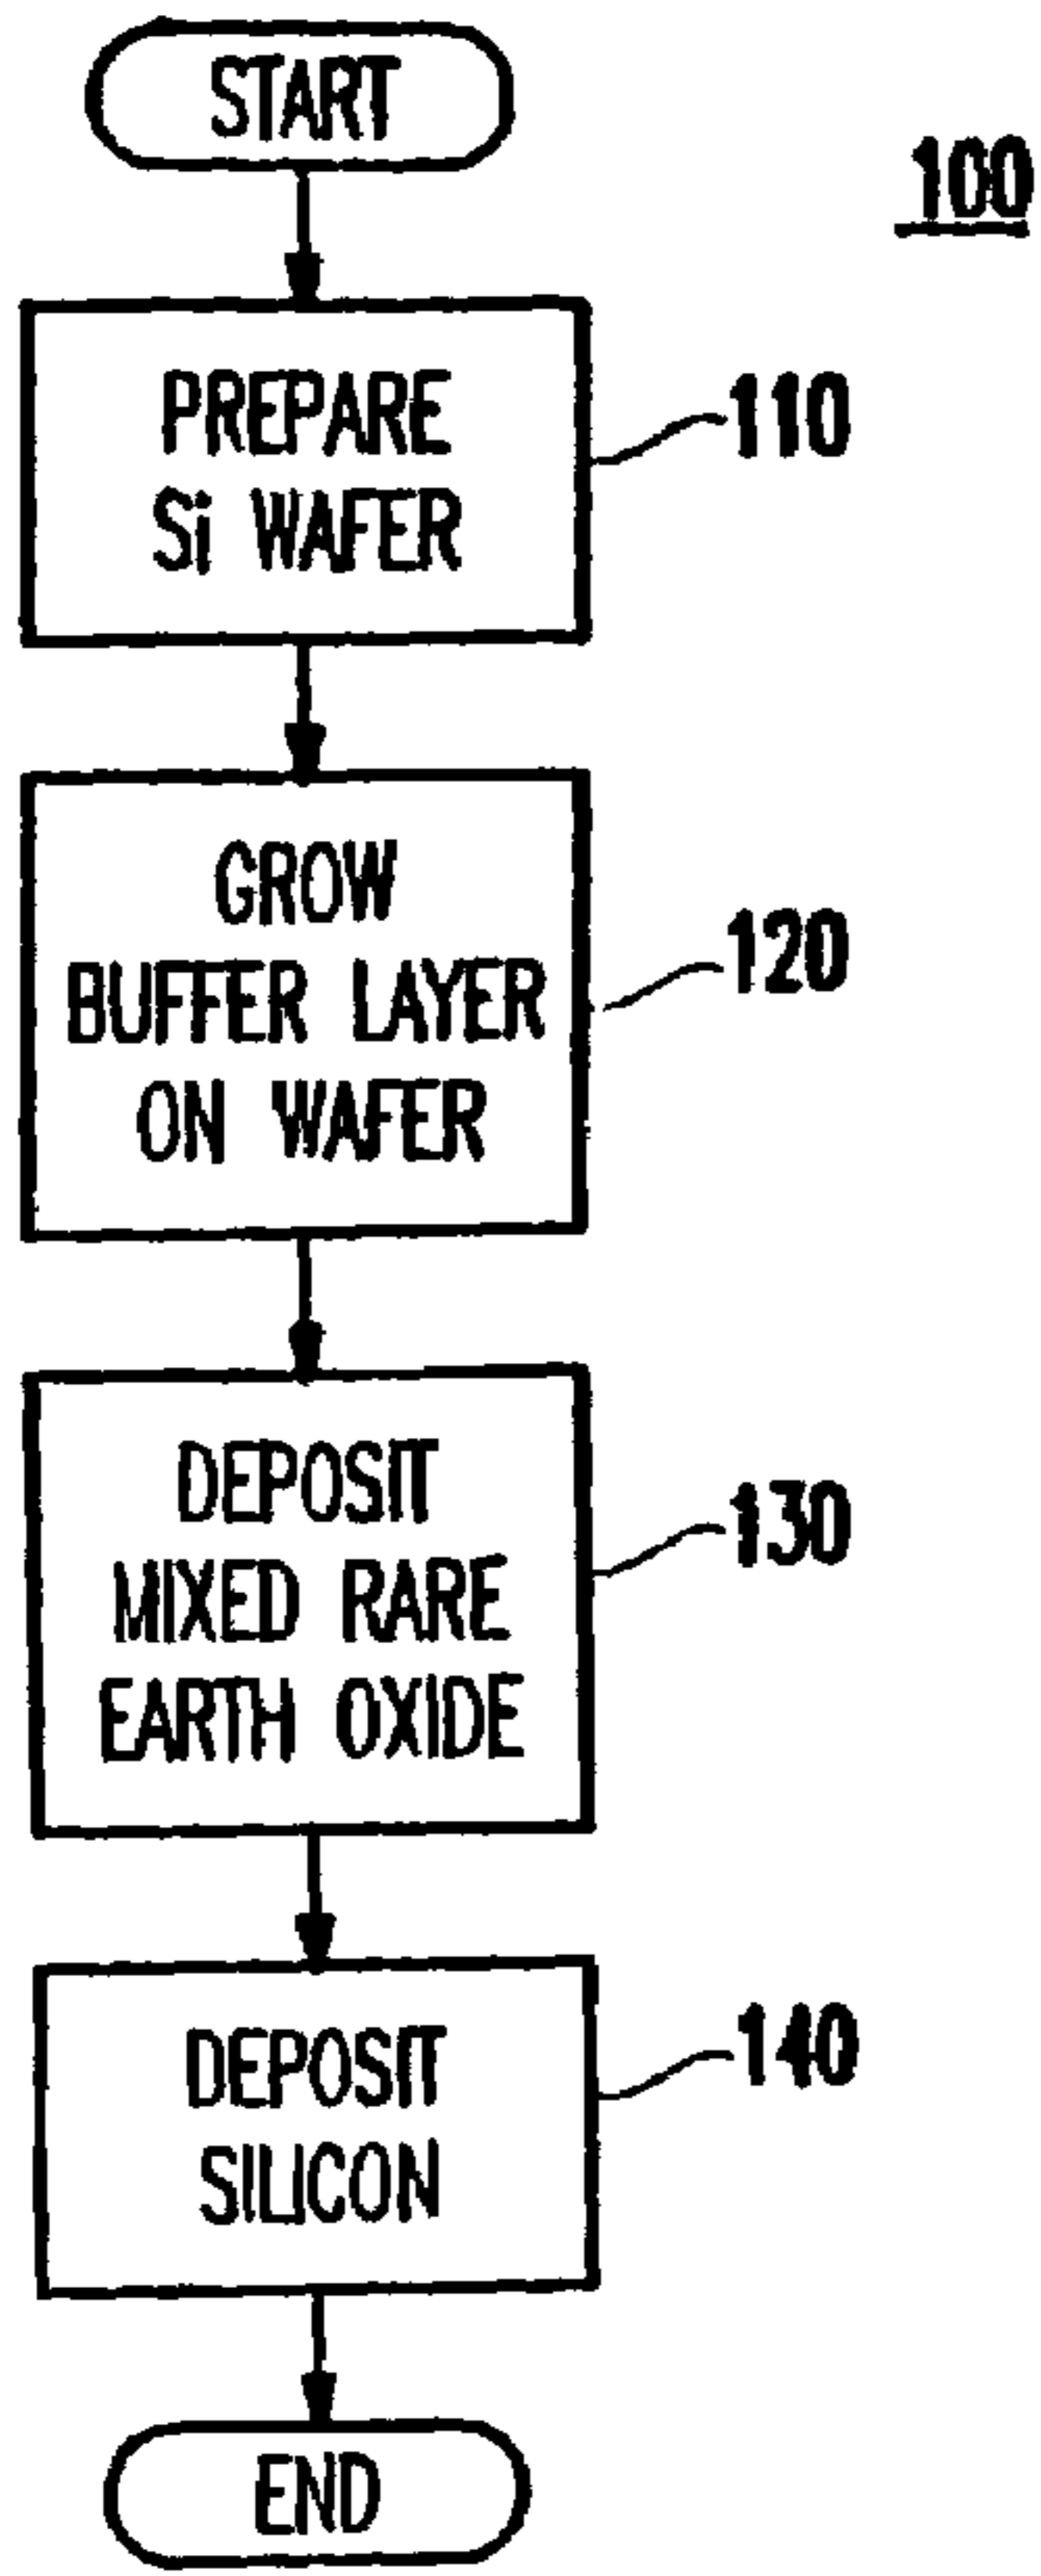 START
100
PREPARE
Si WAFER
110
GROW
BUFFER LAYER
ON WAFER
120
DEPOSIT
MIXED RARE
EARTH OXIDE
130
DEPOSIT
SILICON
140
END